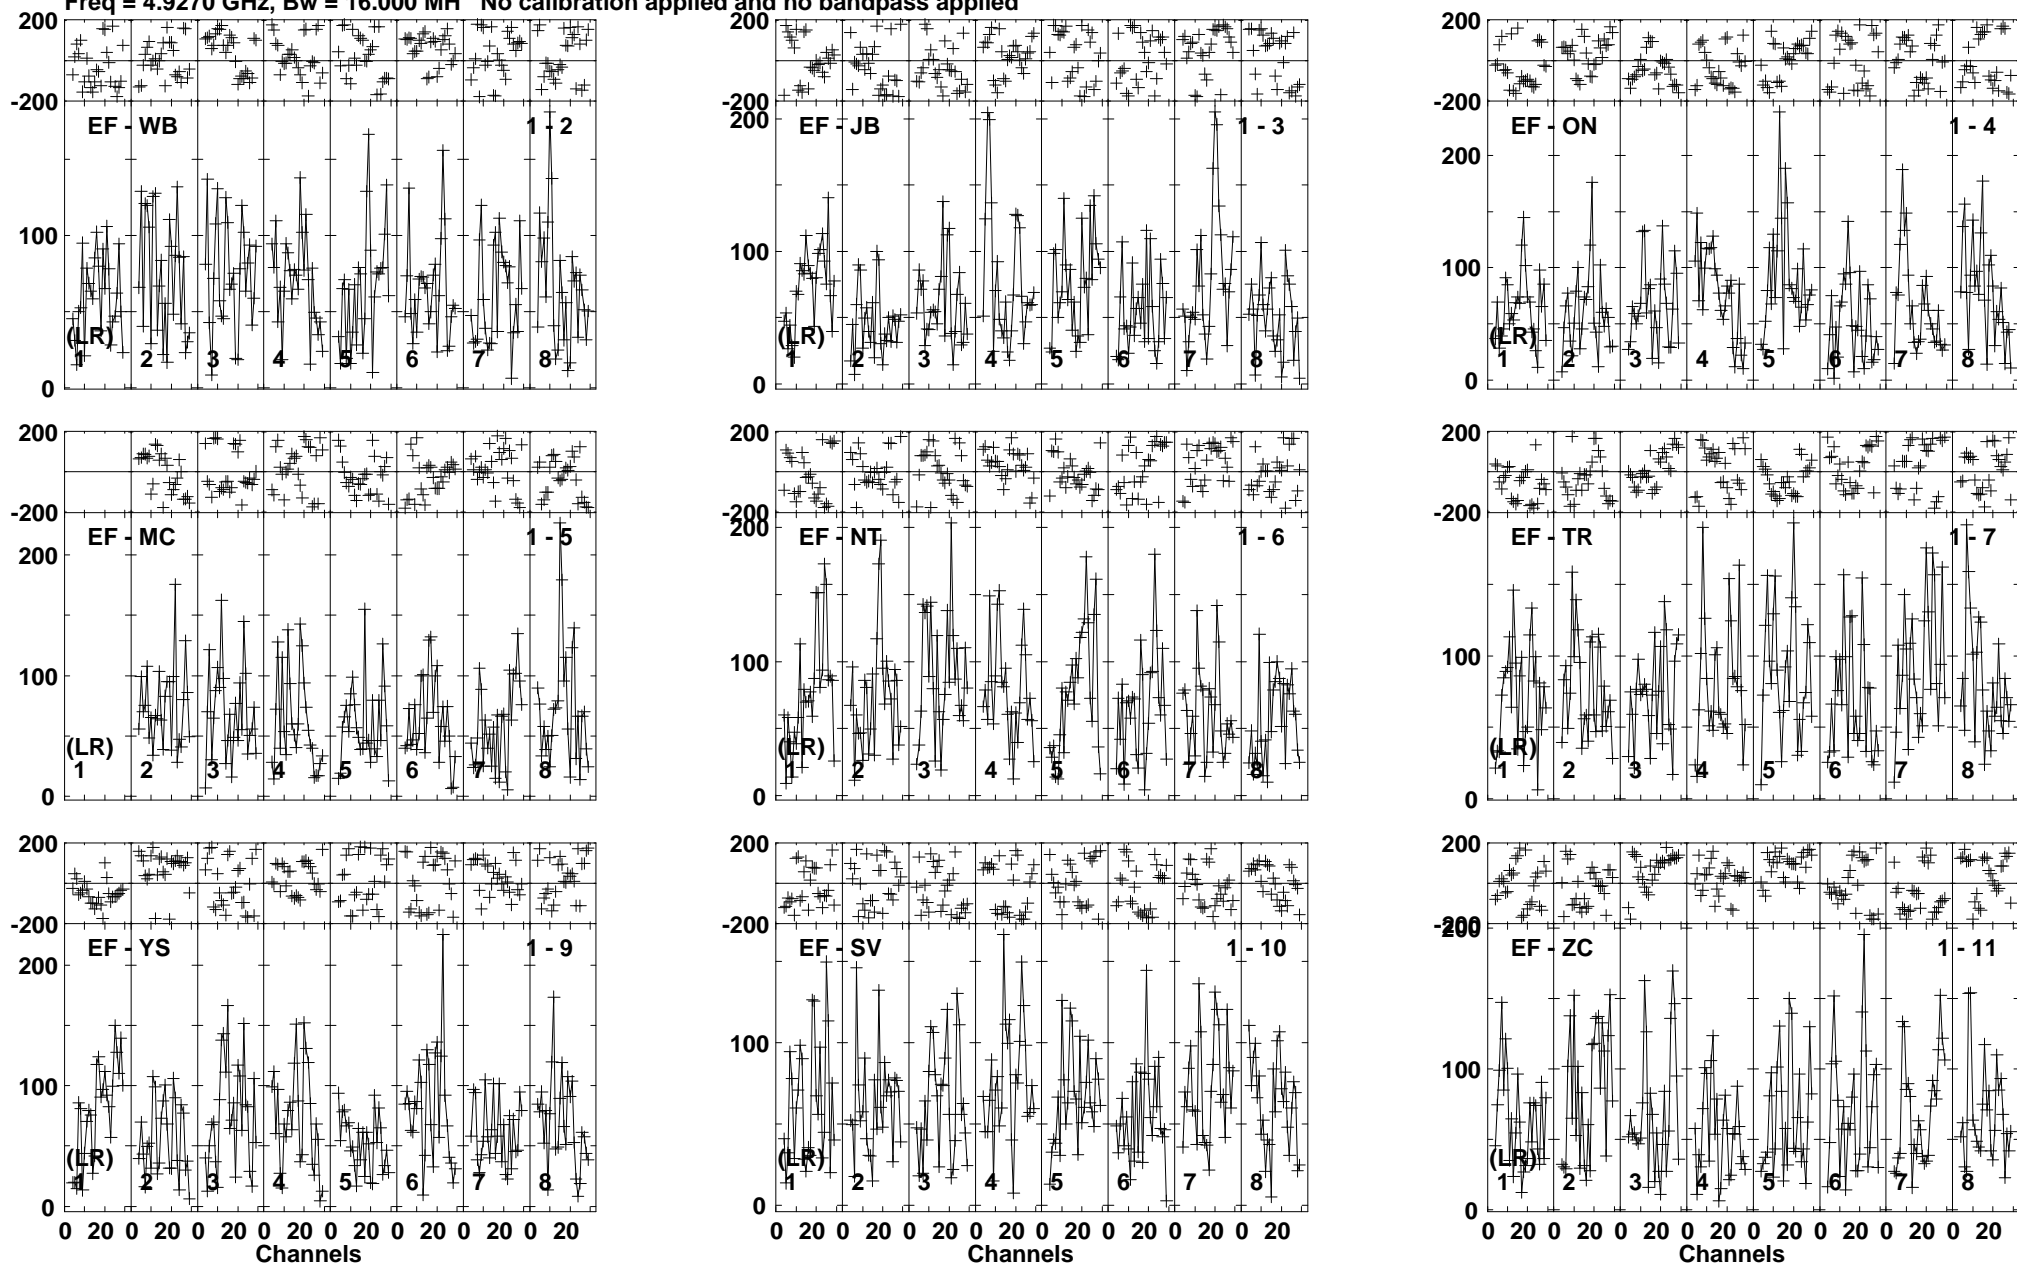 Freq = 4.9270 GHz, Bw = 16.000 MH No calibration applied and no bandpass applied
200 200 200
-200 -200 -200
EF - WB 1 - 2 EF - JB 1 - 3 EF - ON 1 - 4
200 200
100 100 100
(LR) (LR) (LR)
1 2 3 4 5 6 7 8 1 2 3 4 5 6 7 8 1 2 3 4 5 6 7 8
0 0 0
200 200 200
-200 -200 -200
EF - MC 1 - 5 EF - NT 1 - 6 EF - TR 1 - 7
200 200
100 100 100
(LR) (LR) (LR)
1 2 3 4 5 6 7 8 1 2 3 4 5 6 7 8 1 2 3 4 5 6 7 8
0 0 0
200 200 200
-200 -200 -200
EF - YS 1 - 9 EF - SV 1 - 10 EF - ZC 1 - 11
200 200
100 100 100
(LR) (LR) (LR)
1 2 3 4 5 6 7 8 1 2 3 4 5 6 7 8 1 2 3 4 5 6 7 8
0 0 0
0 20 0 20 0 20 0 20 0 20 0 20 0 20 0 20 0 20 0 20 0 20 0 20 0 20 0 20 0 20 0 20 0 20 0 20 0 20 0 20 0 20 0 20 0 20 0 20
Channels Channels Channels